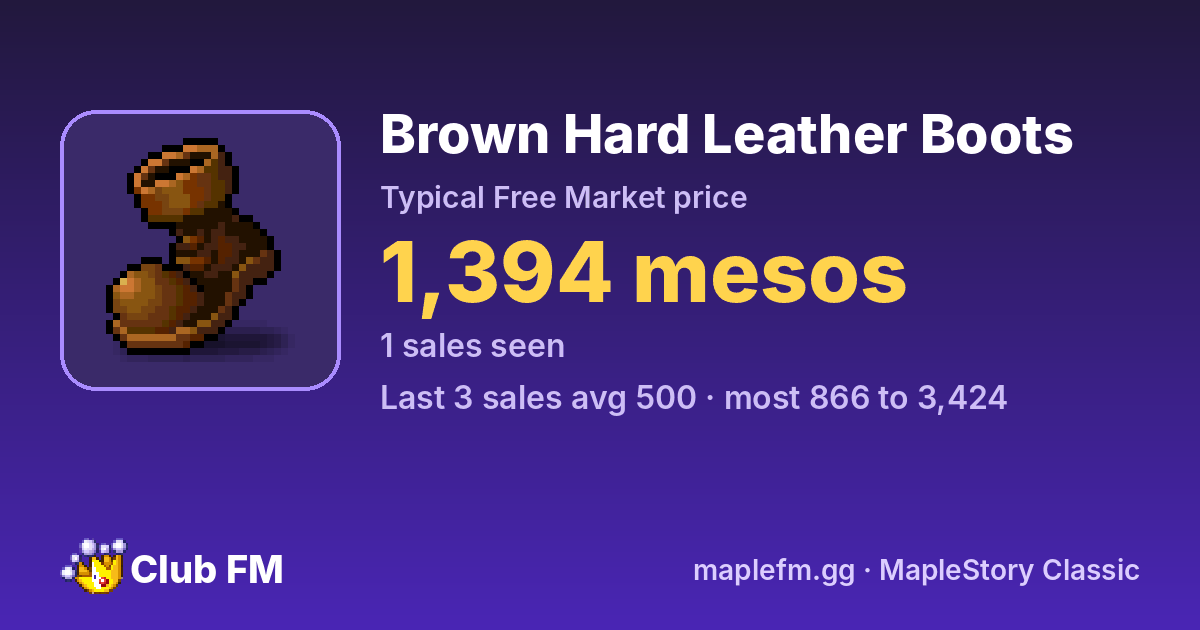 Brown Hard Leather Boots
Typical Free Market price
1,394 mesos
1 sales seen
Last 3 sales avg 500 · most 866 to 3,424
Club FM
maplefm.gg · MapleStory Classic